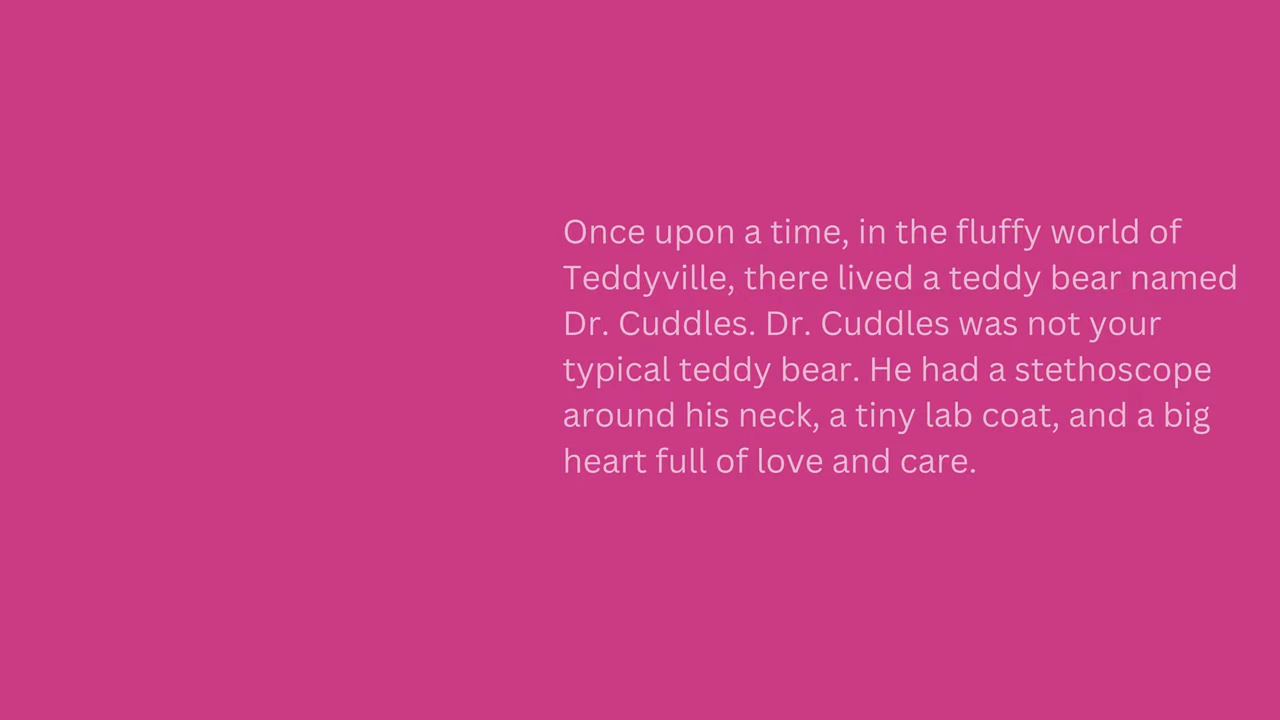 Once upon a time, in the fluffy world of
Teddyville, there lived a teddy bear named
Dr. Cuddles. Dr. Cuddles was not your
typical teddy bear. He had a stethoscope
around his neck, a tiny lab coat, and a big
heart full of love and care.